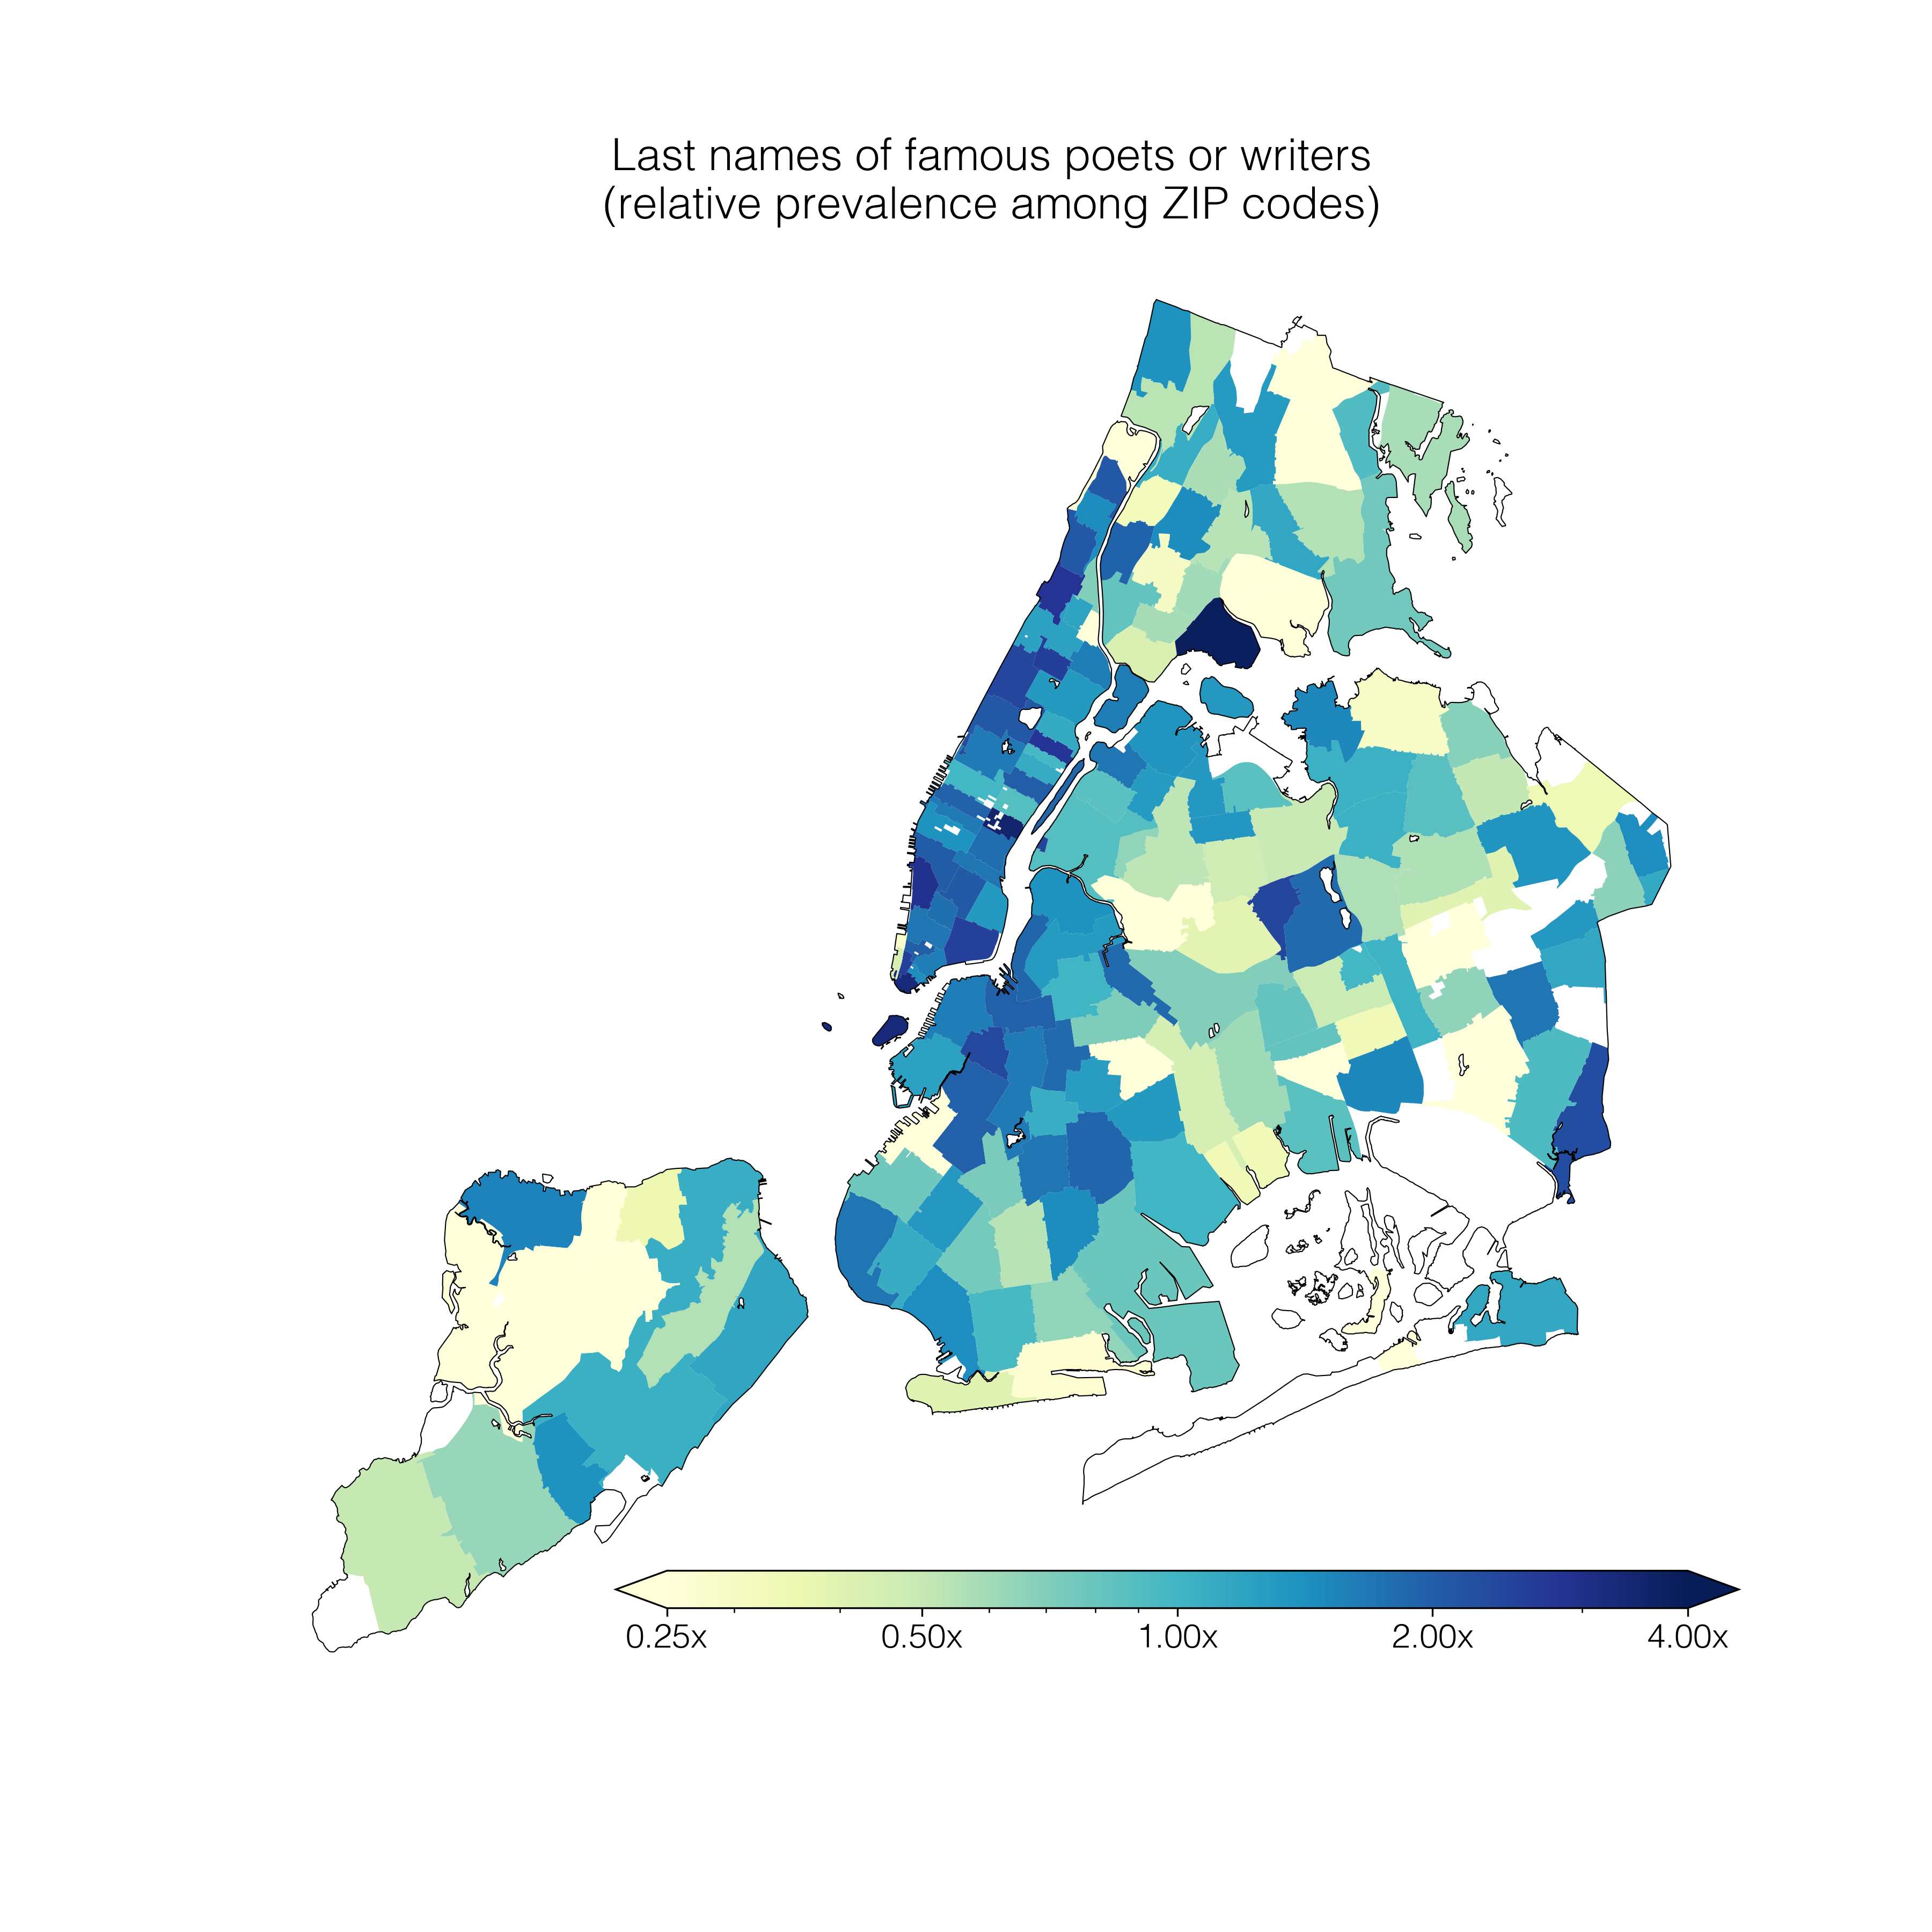 Last names of famous poets or writers
(relative prevalence among ZIP codes)
0.25x 0.50x 1.00x 2.00x 4.00x